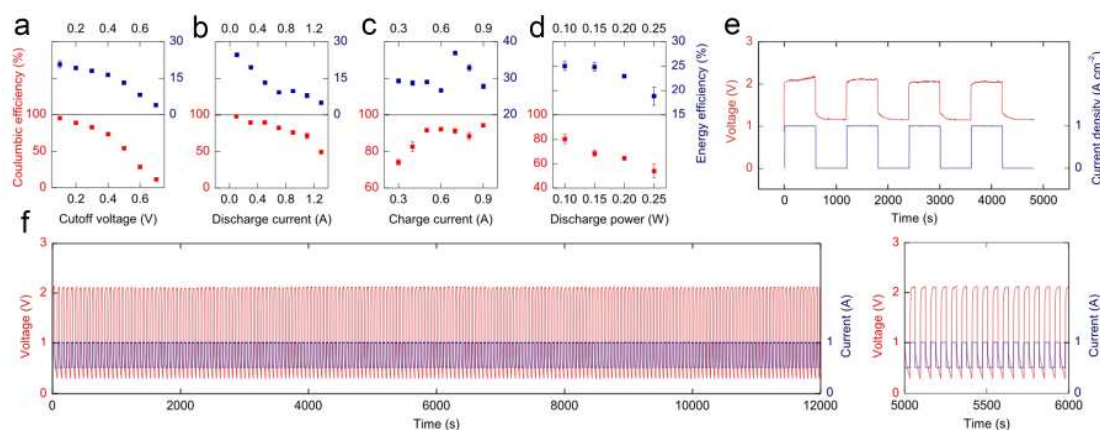 a
0.2 0.4 0.6
b
0.0 0.4 0.8 1.2
c
0.3 0.6 0.9
d
0.10 0.15 0.20 0.25
e
Coulumbic efficiency (%)
30
15
0
100
50
0
0.2 0.4 0.6
Cutoff voltage (V)
30
15
0
100
50
0
0.0 0.4 0.8 1.2
Discharge current (A)
40
30
20
100
80
60
0.3 0.6 0.9
Charge current (A)
30
25
20
15
80
60
40
0.10 0.15 0.20 0.25
Discharge power (W)
Energy efficiency (%)
Voltage (V)
3
2
1
0
1
0
Current density (A cm-2)
0 1000 2000 3000 4000 5000
Time (s)
f
Voltage (V)
3
2
1
0
1
0
Current (A)
0 2000 4000 6000 8000 10000 12000
Time (s)
Voltage (V)
3
2
1
0
1
0
Current (A)
5000 5500 6000
Time (s)